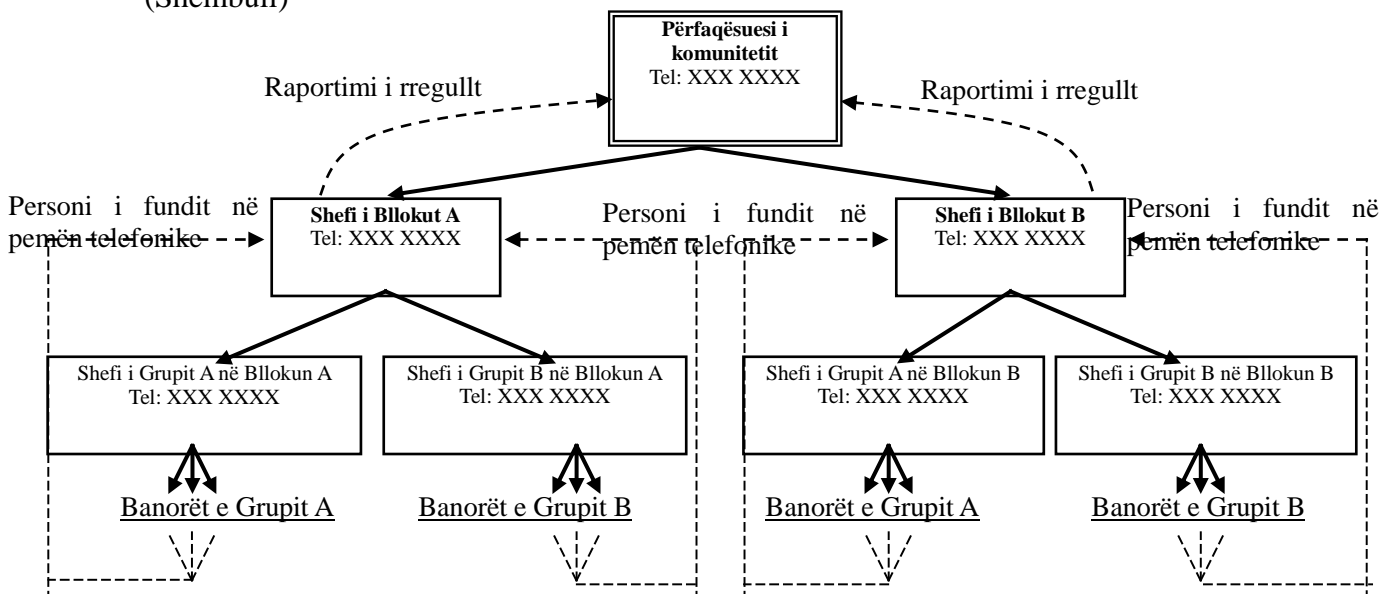 (Shembull)
Përfaqësuesi i
komunitetit
Tel: XXX XXXX
Raportimi i rregullt
Raportimi i rregullt
Personi i fundit në
pemën telefonike
Shefi i Bllokut A
Tel: XXX XXXX
Personi i fundit në
pemën telefonike
Shefi i Bllokut B
Tel: XXX XXXX
Personi i fundit në
pemën telefonike
Shefi i Grupit A në Bllokun A
Tel: XXX XXXX
Shefi i Grupit B në Bllokun A
Tel: XXX XXXX
Shefi i Grupit A në Bllokun B
Tel: XXX XXXX
Shefi i Grupit B në Bllokun B
Tel: XXX XXXX
Banorët e Grupit A
Banorët e Grupit B
Banorët e Grupit A
Banorët e Grupit B